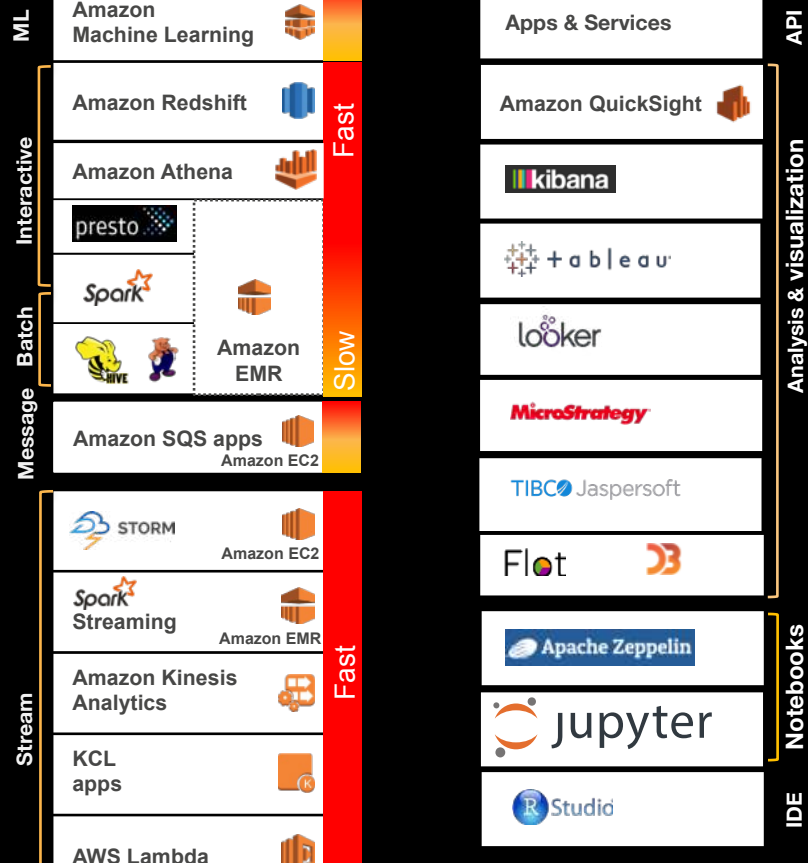 ML
Amazon
Machine Learning
Interactive
Amazon Redshift
Fast
Amazon Athena
presto
Spark
Batch
HIVE
Amazon
EMR
Slow
Message
Amazon SQS apps
Amazon EC2
Stream
STORM
Amazon EC2
Fast
Spark
Streaming
Amazon EMR
Amazon Kinesis
Analytics
KCL
apps
K
AWS Lambda
Apps & Services
API
Amazon QuickSight
Analysis & visualization
kibana
+ableau
looker
MicroStrategy
TIBCO Jaspersoft
Flot
D3
Apache Zeppelin
Notebooks
jupyter
R Studio
IDE